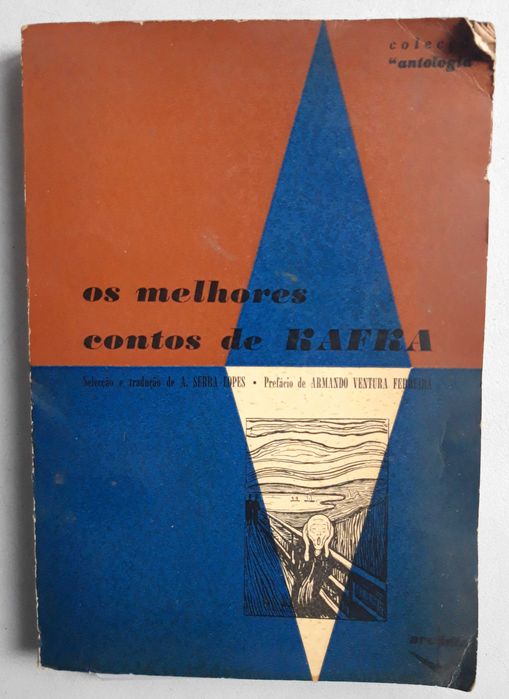 colecção
"antologia"
os melhores
contos de KAFKA
Selecção e tradução de A. SERRA LOPES • Prefácio de ARMANDO VENTURA FERREIRA